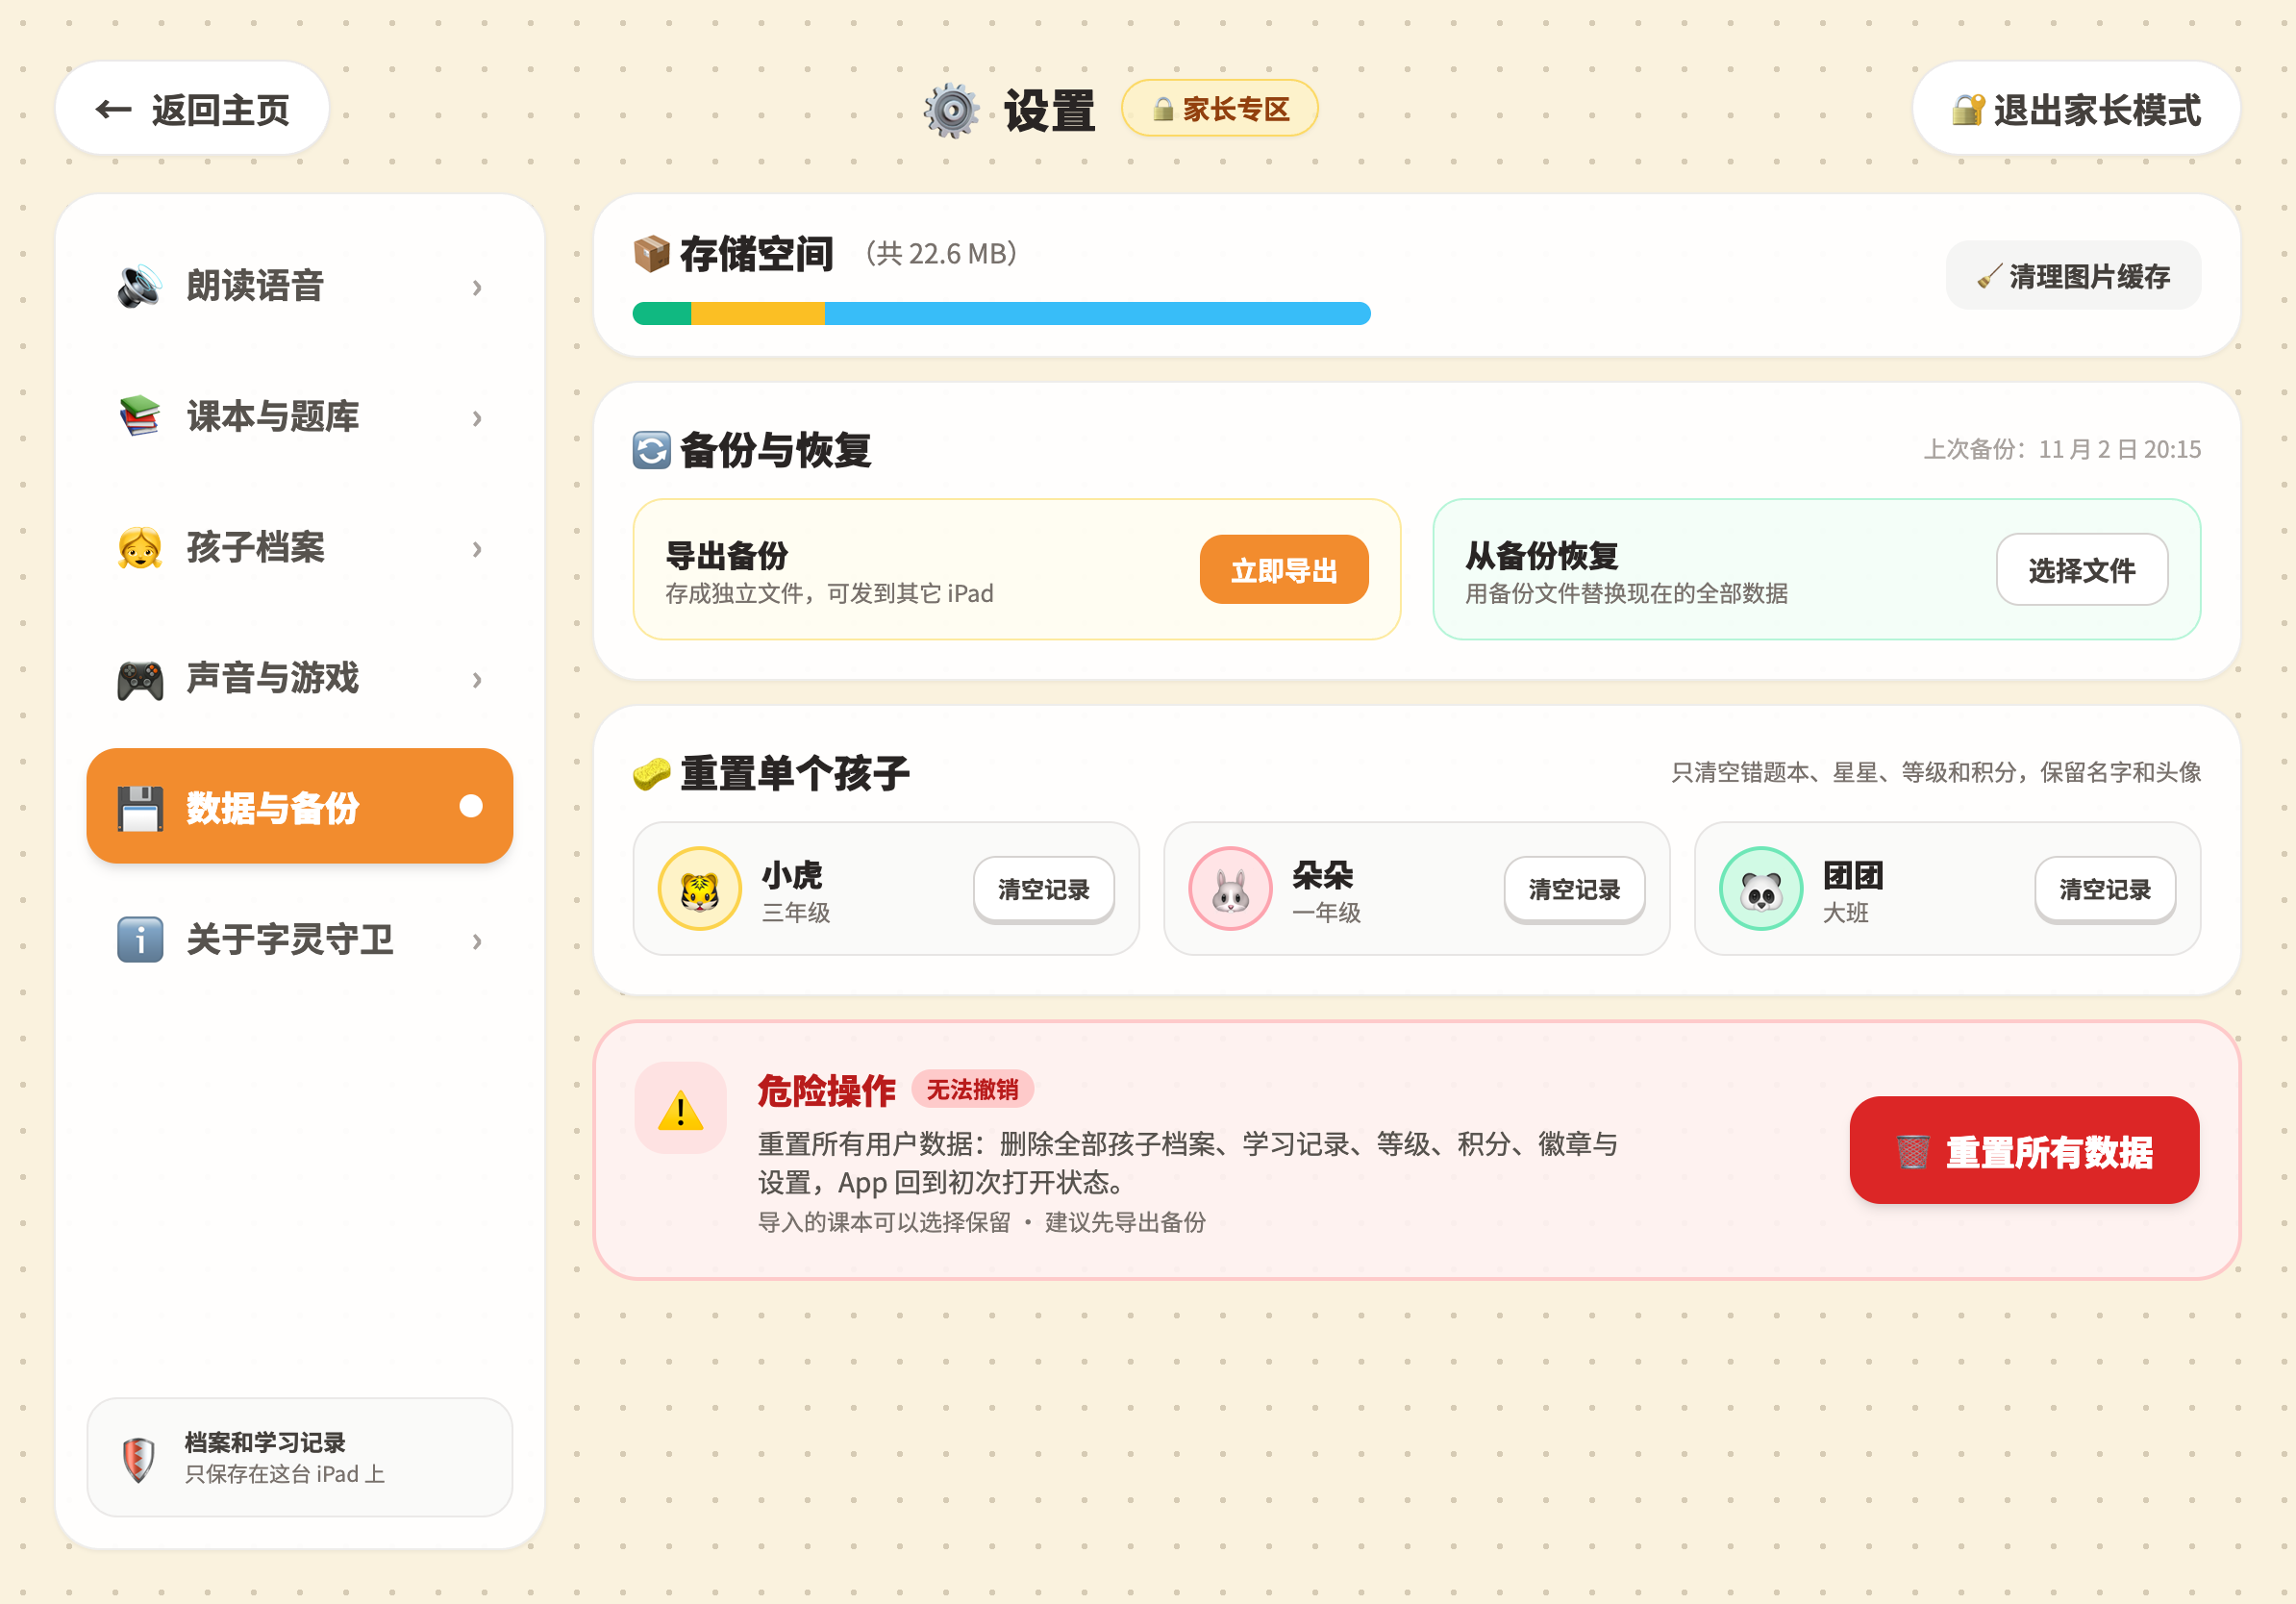 ← 返回主页
设置
家长专区
退出家长模式
朗读语音
课本与题库
孩子档案
声音与游戏
数据与备份
关于字灵守卫
档案和学习记录
只保存在这台 iPad 上
存储空间 (共 22.6 MB)
清理图片缓存
备份与恢复
上次备份：11 月 2 日 20:15
导出备份
存成独立文件，可发到其它 iPad
立即导出
从备份恢复
用备份文件替换现在的全部数据
选择文件
重置单个孩子
只清空错题本、星星、等级和积分，保留名字和头像
小虎
三年级
清空记录
朵朵
一年级
清空记录
团团
大班
清空记录
危险操作 无法撤销
重置所有用户数据：删除全部孩子档案、学习记录、等级、积分、徽章与
设置，App 回到初次打开状态。
导入的课本可以选择保留 · 建议先导出备份
重置所有数据